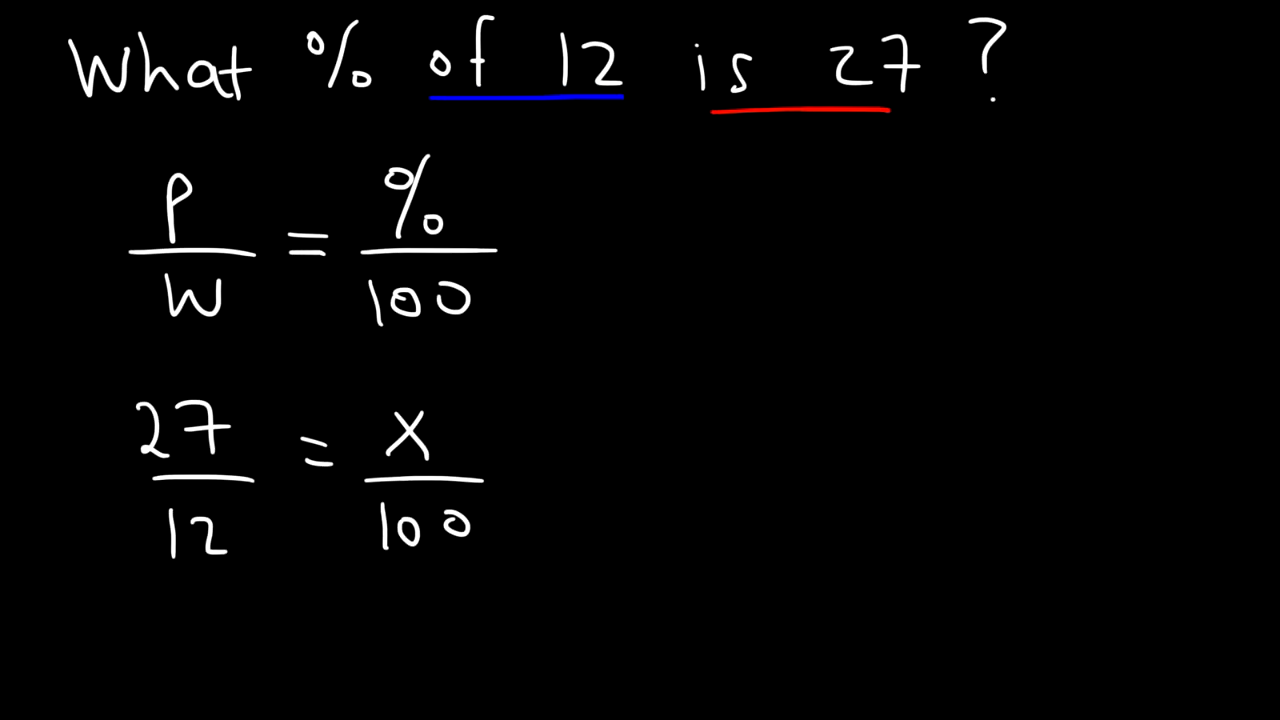 What % of 12 is 27?
P/W = %/100
27/12 = x/100